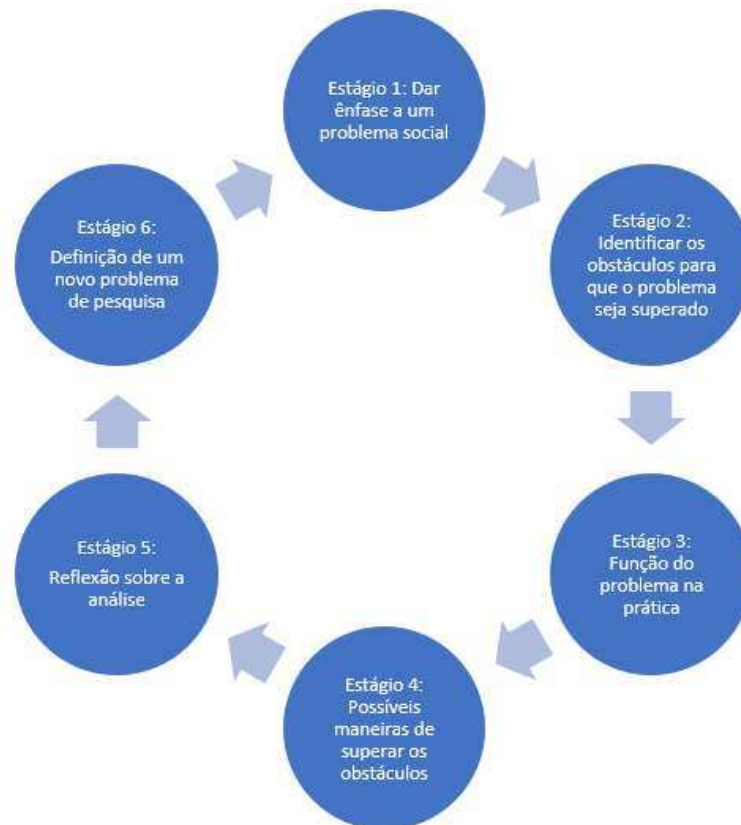 Estágio 1: Dar
ênfase a um
problema social
Estágio 2:
Identificar os
obstáculos para
que o problema
seja superado
Estágio 3:
Função do
problema na
prática
Estágio 4:
Possíveis
maneiras de
superar os
obstáculos
Estágio 5:
Reflexão sobre a
análise
Estágio 6:
Definição de um
novo problema
de pesquisa